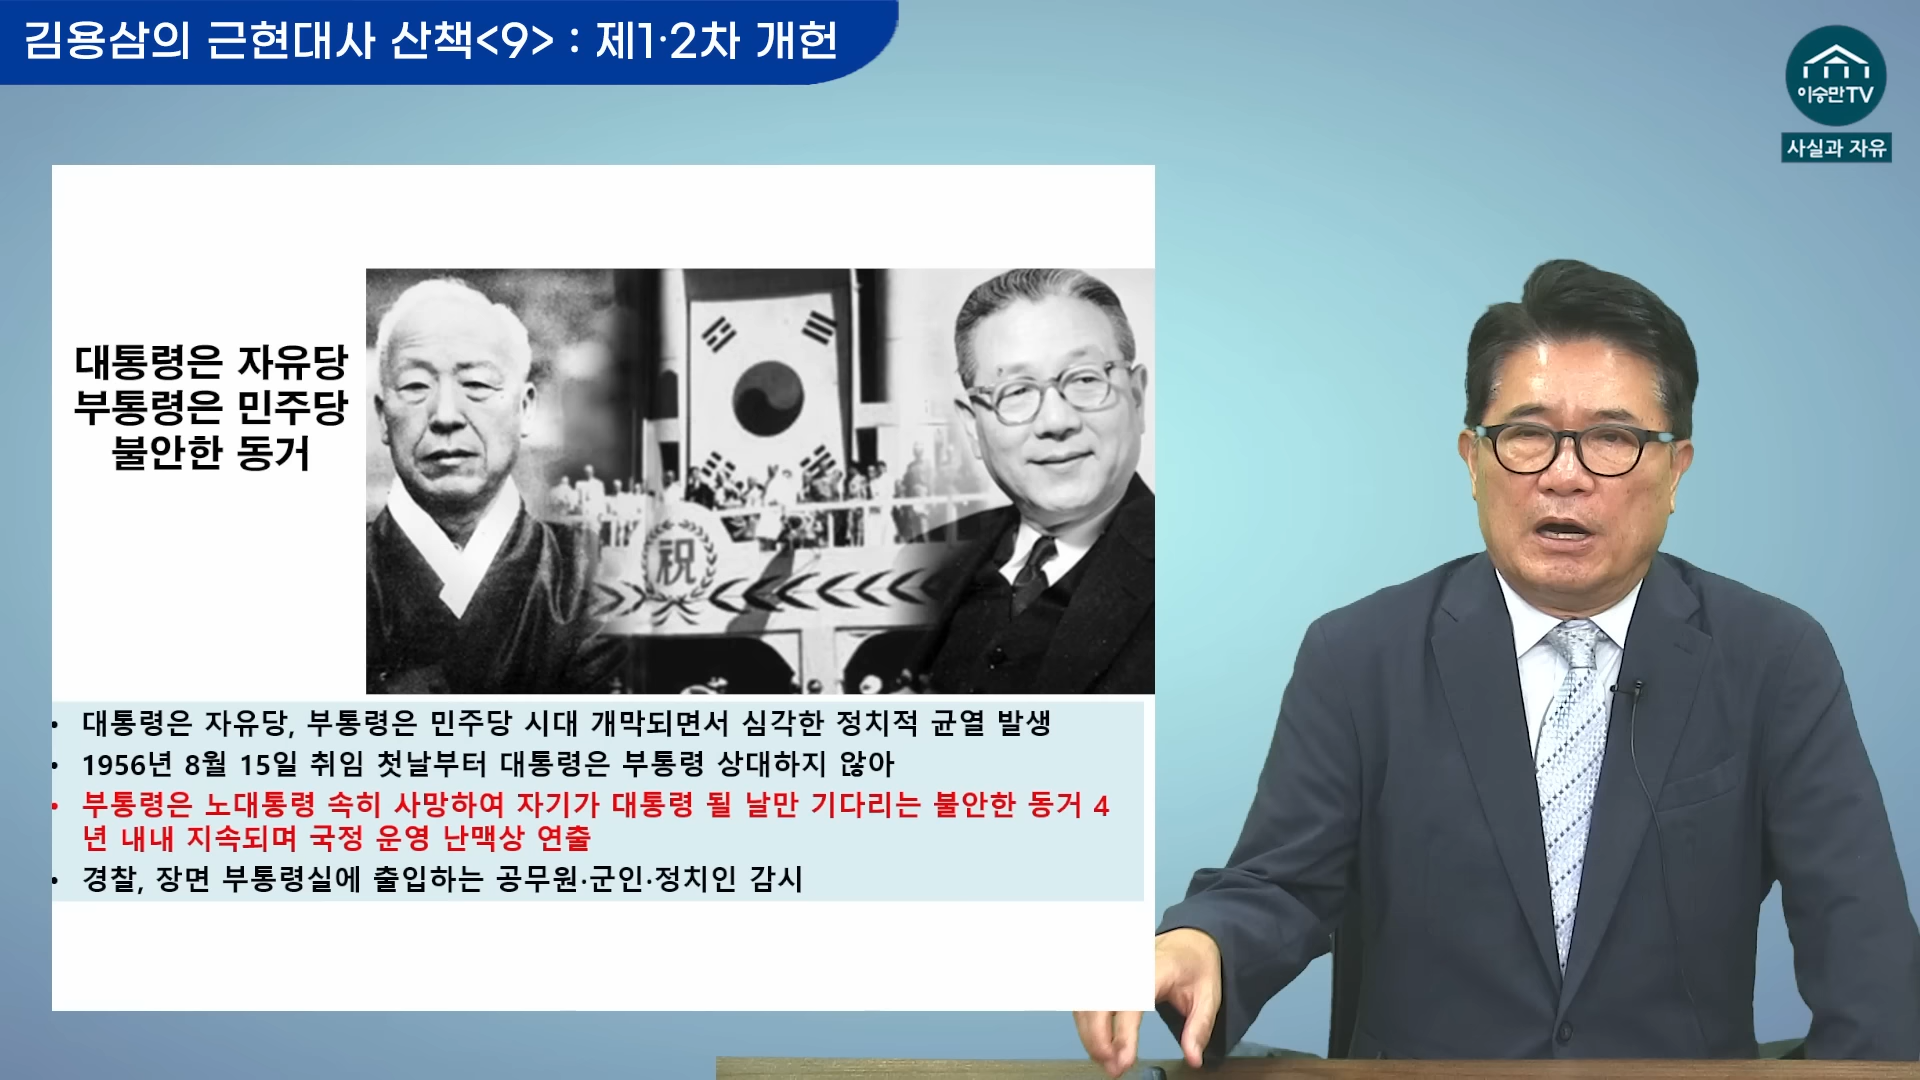 김용삼의 근현대사 산책<9> : 제1·2차 개헌
이승만TV
사실과 자유
대통령은 자유당
부통령은 민주당
불안한 동거
祝
• 대통령은 자유당, 부통령은 민주당 시대 개막되면서 심각한 정치적 균열 발생
• 1956년 8월 15일 취임 첫날부터 대통령은 부통령 상대하지 않아
• 부통령은 노대통령 속히 사망하여 자기가 대통령 될 날만 기다리는 불안한 동거 4
년 내내 지속되며 국정 운영 난맥상 연출
• 경찰, 장면 부통령실에 출입하는 공무원·군인·정치인 감시